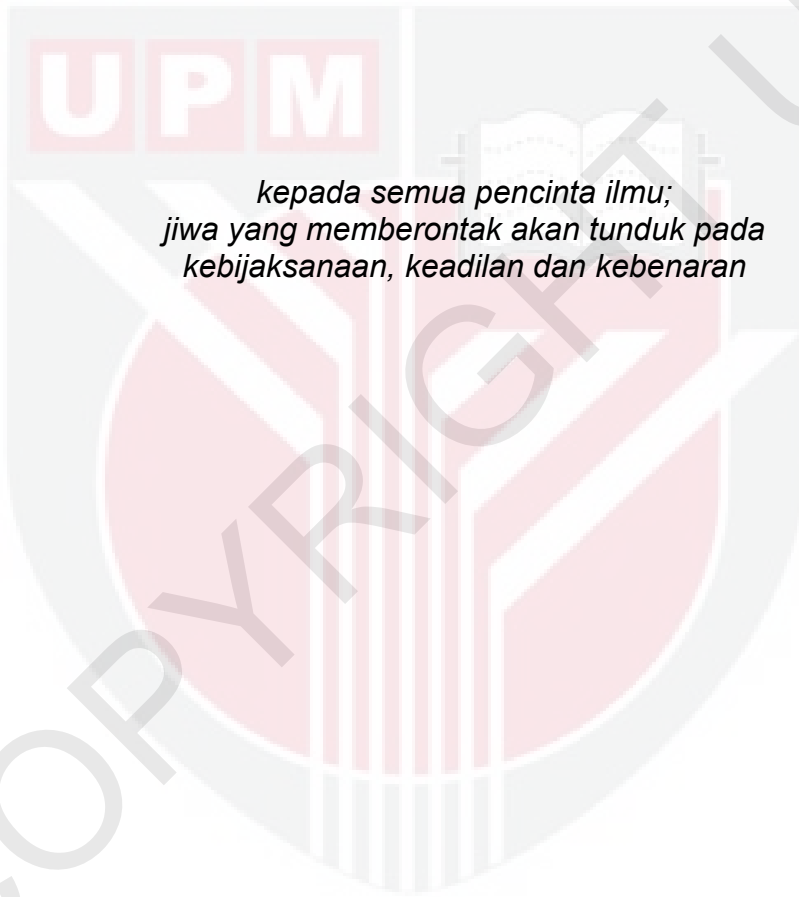 UPM
kepada semua pencinta ilmu;
jiwa yang memberontak akan tunduk pada
kebijaksanaan, keadilan dan kebenaran
COPYRIGHT U